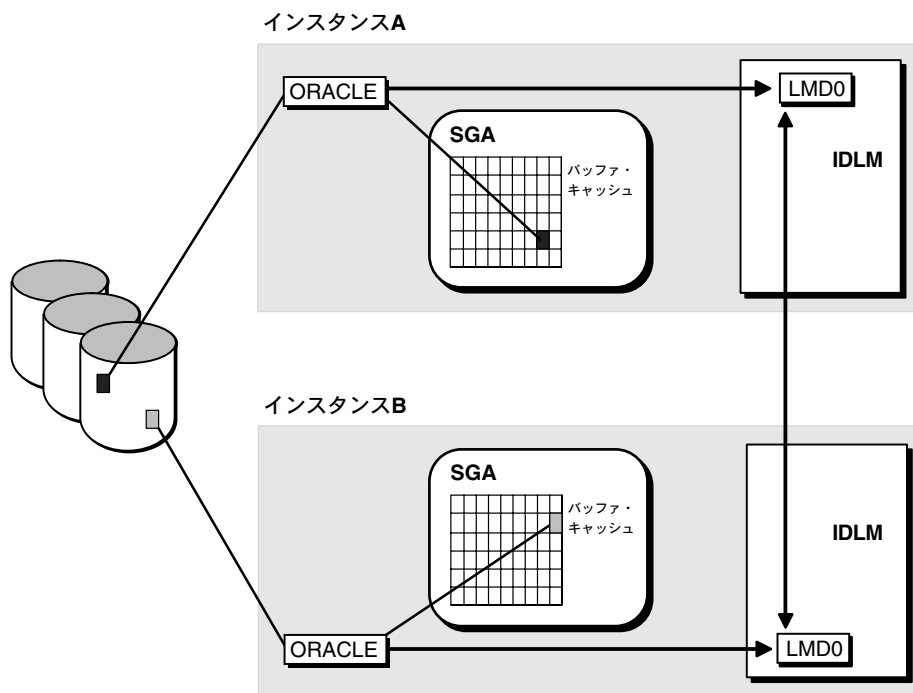 インスタンスA
ORACLE
LMD0
SGA
IDLM
バッファ・
キャッシュ
インスタンスB
SGA
バッファ・
キャッシュ
IDLM
ORACLE
LMD0